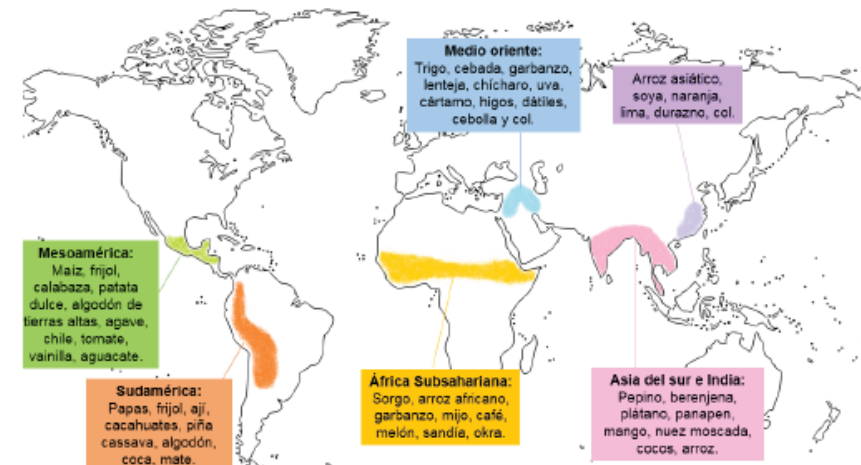 Medio oriente:
Trigo, cebada, garbanzo,
lenteja, chícharo, uva,
cártamo, higos, dátiles,
cebolla y col.
Arroz asiático,
soya, naranja,
lima, durazno, col.
Mesoamérica:
Maíz, frijol,
calabaza, patata
dulce, algodón de
tierras altas, agave,
chile, tomate,
vainilla, aguacate.
Sudamérica:
Papas, frijol, ají,
cacahuates, piña
cassava, algodón,
coca, mate.
África Subsahariana:
Sorgo, arroz africano,
garbanzo, mijo, café,
melón, sandía, okra.
Asia del sur e India:
Pepino, berenjena,
plátano, panapen,
mango, nuez moscada,
cocos, arroz.